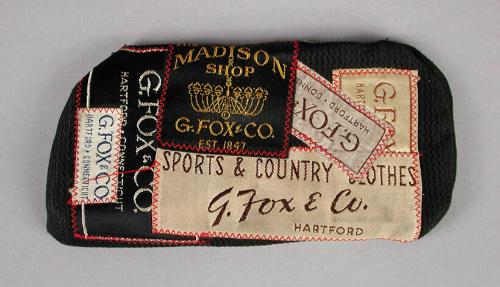 HARTFORD • CONNECTICUT
G. FOX & CO.
HARTFORD • CONNECTICUT
G. FOX & CO.
MADISON
SHOP
G. FOX & CO.
EST. 1847
G. FOX &
HARTFORD • CONN
G. FOX
SPORTS & COUNTRY CLOTHES
G. Fox & Co.
HARTFORD